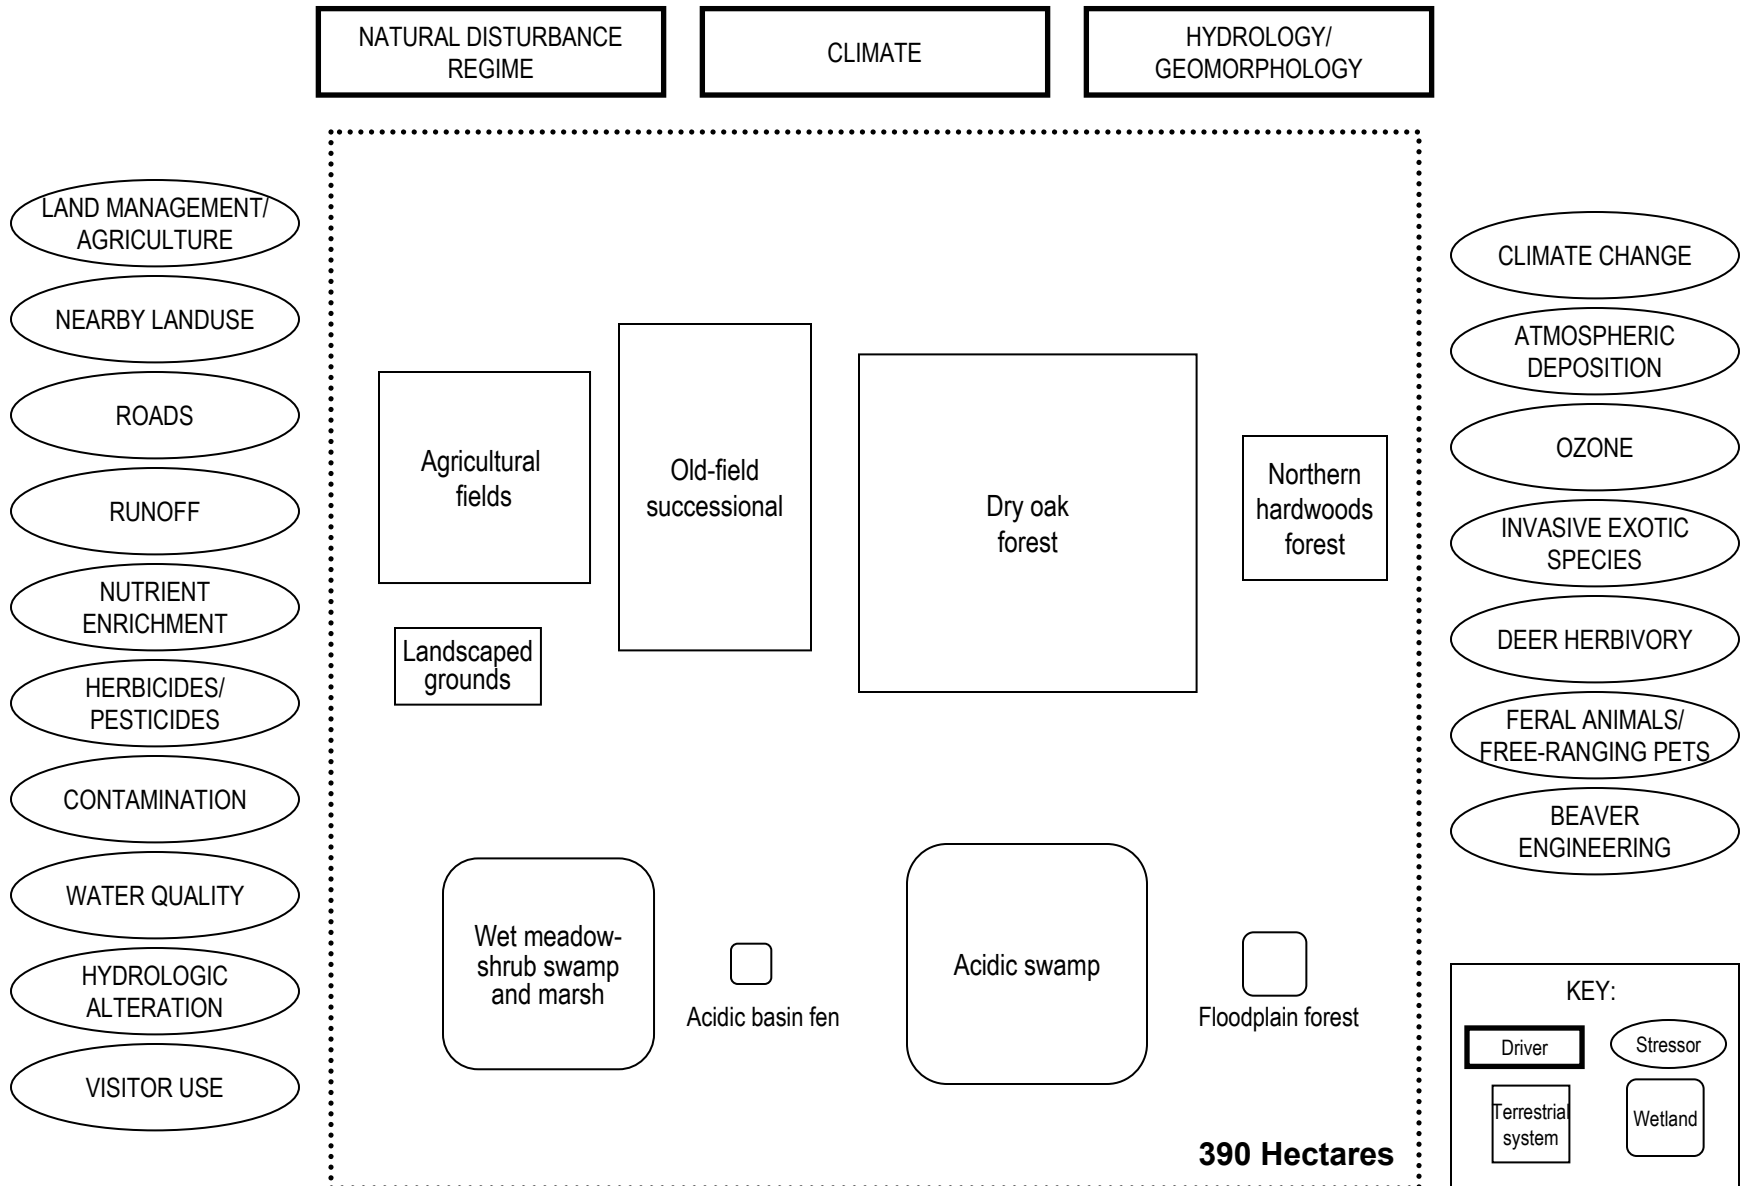 NATURAL DISTURBANCE
REGIME
CLIMATE
HYDROLOGY/
GEOMORPHOLOGY
LAND MANAGEMENT/
AGRICULTURE
NEARBY LANDUSE
ROADS
RUNOFF
NUTRIENT
ENRICHMENT
HERBICIDES/
PESTICIDES
CONTAMINATION
WATER QUALITY
HYDROLOGIC
ALTERATION
VISITOR USE
Agricultural
fields
Old-field
successional
Dry oak
forest
Northern
hardwoods
forest
Landscaped
grounds
Wet meadow-
shrub swamp
and marsh
Acidic basin fen
Acidic swamp
Floodplain forest
390 Hectares
CLIMATE CHANGE
ATMOSPHERIC
DEPOSITION
OZONE
INVASIVE EXOTIC
SPECIES
DEER HERBIVORY
FERAL ANIMALS/
FREE-RANGING PETS
BEAVER
ENGINEERING
KEY:
Driver
Stressor
Terrestrial
system
Wetland